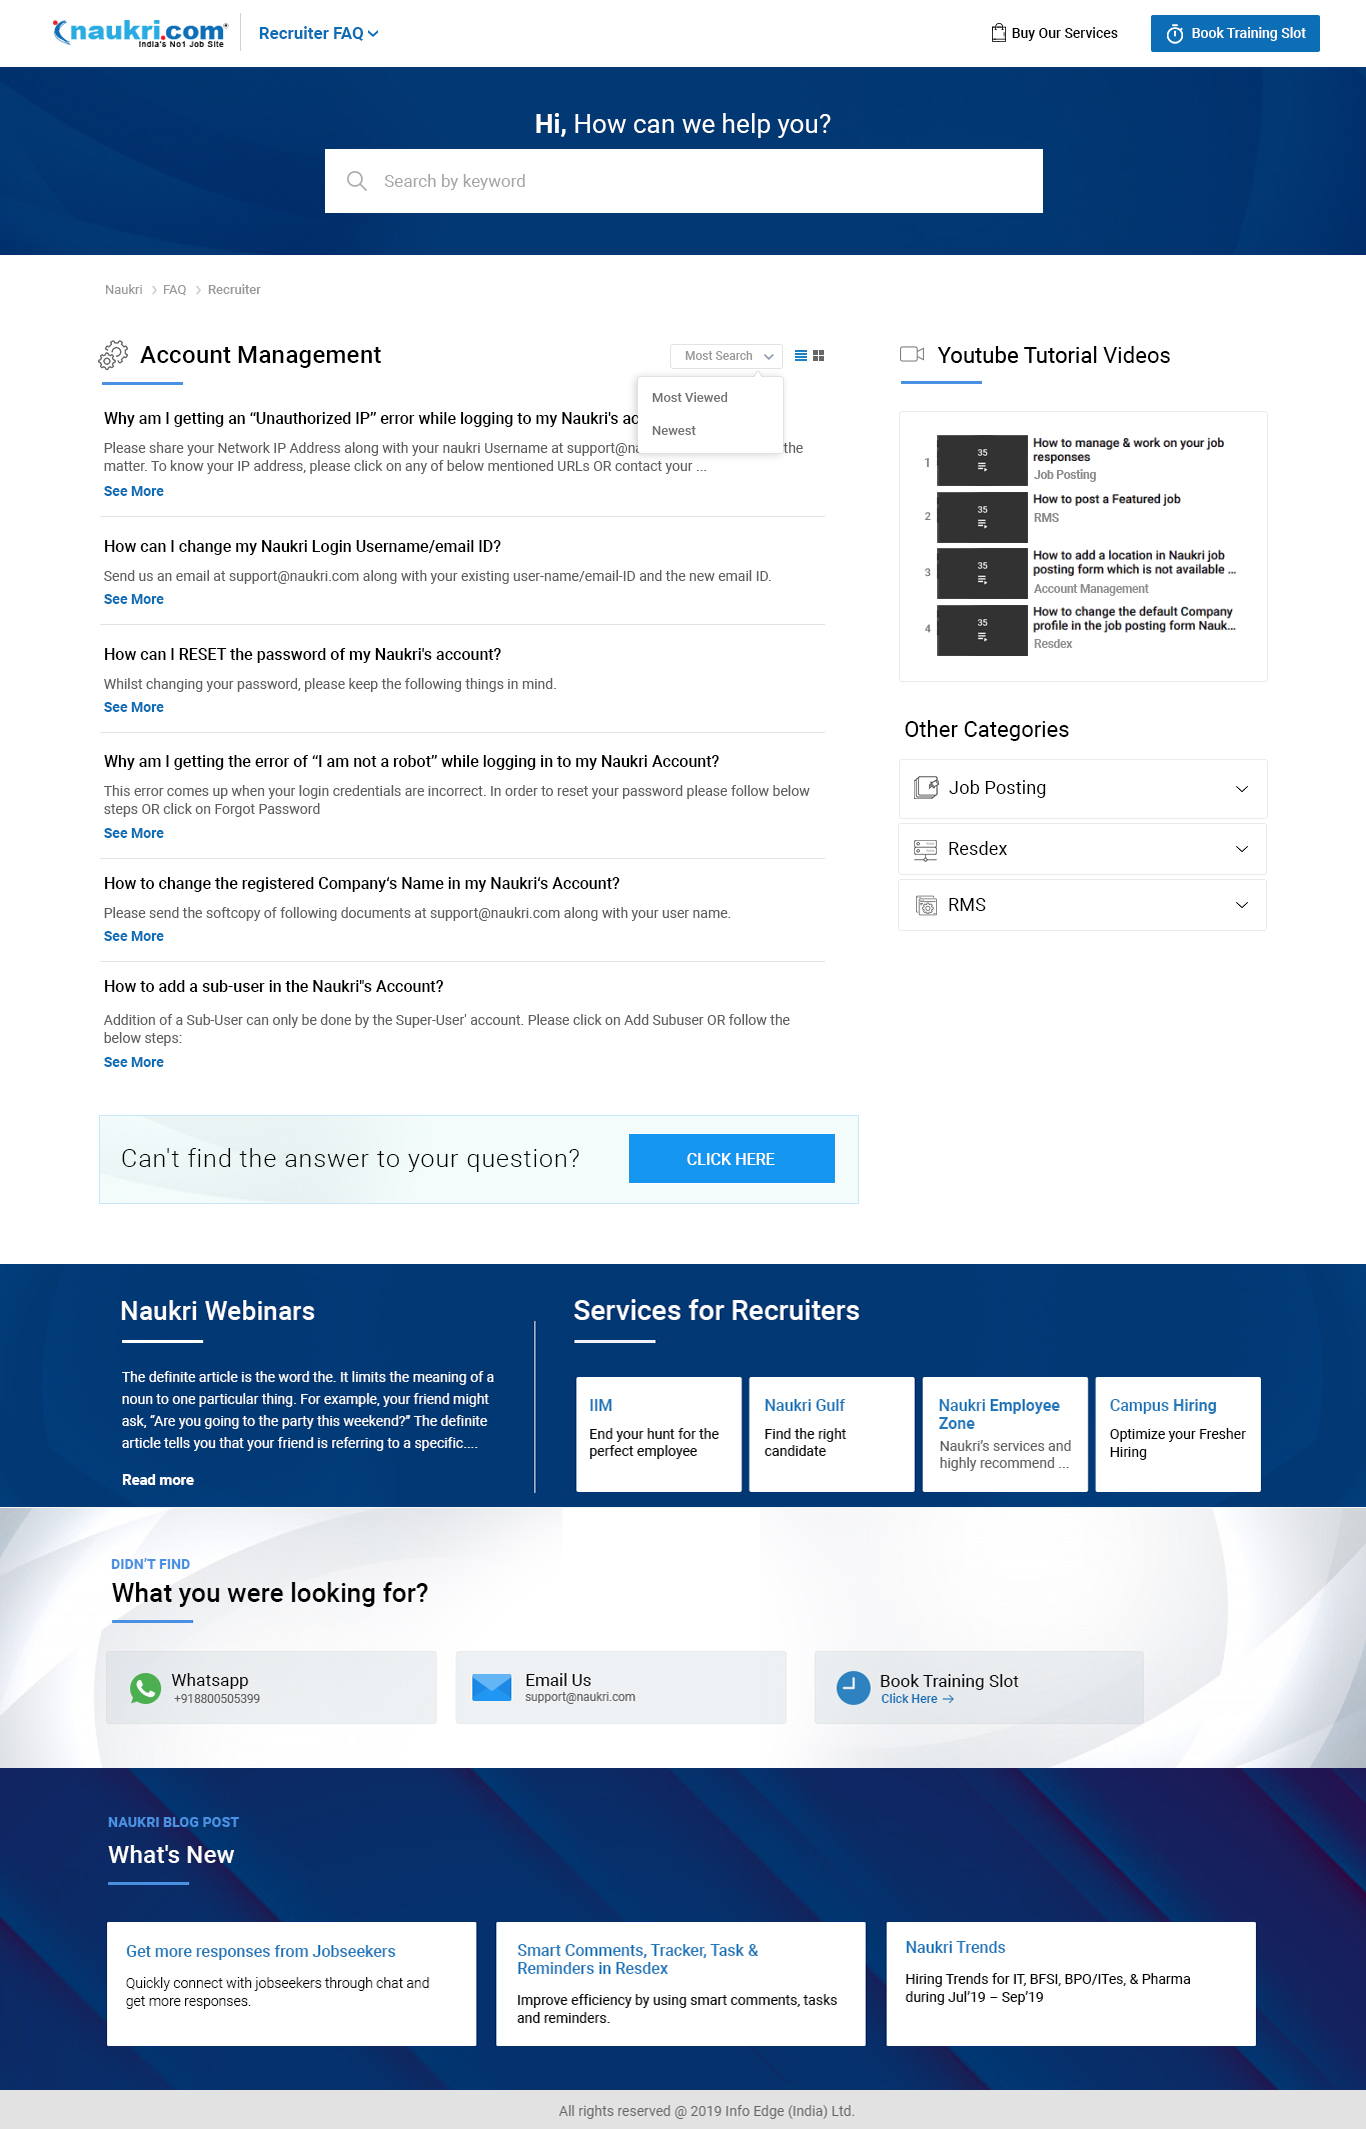 naukri.com
India's No1 Job Site
Recruiter FAQ
Buy Our Services
Book Training Slot
Hi, How can we help you?
Search by keyword
Naukri
FAQ
Recruiter
Account Management
Most Search
Most Viewed
Newest
Why am I getting an “Unauthorized IP” error while logging to my Naukri's ac
Please share your Network IP Address along with your naukri Username at support@na the
matter. To know your IP address, please click on any of below mentioned URLs OR contact your ...
See More
How can I change my Naukri Login Username/email ID?
Send us an email at support@naukri.com along with your existing user-name/email-ID and the new email ID.
See More
How can I RESET the password of my Naukri's account?
Whilst changing your password, please keep the following things in mind.
See More
Why am I getting the error of “I am not a robot” while logging in to my Naukri Account?
This error comes up when your login credentials are incorrect. In order to reset your password please follow below
steps OR click on Forgot Password
See More
How to change the registered Company‘s Name in my Naukri‘s Account?
Please send the softcopy of following documents at support@naukri.com along with your user name.
See More
How to add a sub-user in the Naukri"s Account?
Addition of a Sub-User can only be done by the Super-User' account. Please click on Add Subuser OR follow the
below steps:
See More
Can't find the answer to your question?
CLICK HERE
Youtube Tutorial Videos
1
35
How to manage & work on your job
responses
Job Posting
2
35
How to post a Featured job
RMS
3
35
How to add a location in Naukri job
posting form which is not available ...
Account Management
4
35
How to change the default Company
profile in the job posting form Nauk...
Resdex
Other Categories
Job Posting
Resdex
RMS
Naukri Webinars
The definite article is the word the. It limits the meaning of a
noun to one particular thing. For example, your friend might
ask, “Are you going to the party this weekend?” The definite
article tells you that your friend is referring to a specific....
Read more
Services for Recruiters
IIM
End your hunt for the
perfect employee
Naukri Gulf
Find the right
candidate
Naukri Employee
Zone
Naukri’s services and
highly recommend ...
Campus Hiring
Optimize your Fresher
Hiring
DIDN’T FIND
What you were looking for?
Whatsapp
+918800505399
Email Us
support@naukri.com
Book Training Slot
Click Here →
NAUKRI BLOG POST
What's New
Get more responses from Jobseekers
Quickly connect with jobseekers through chat and
get more responses.
Smart Comments, Tracker, Task &
Reminders in Resdex
Improve efficiency by using smart comments, tasks
and reminders.
Naukri Trends
Hiring Trends for IT, BFSI, BPO/ITes, & Pharma
during Jul’19 – Sep’19
All rights reserved @ 2019 Info Edge (India) Ltd.